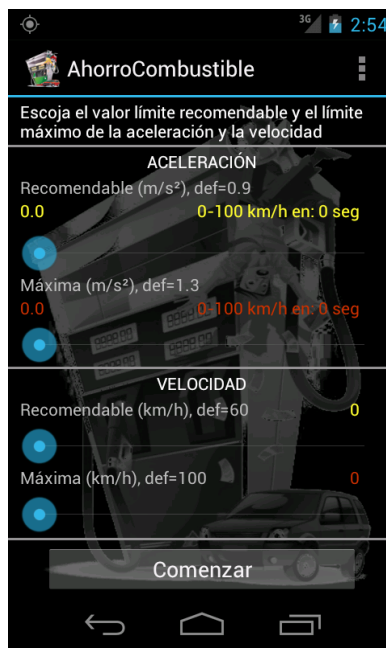 3G 2:54
AhorroCombustible
Escoja el valor límite recomendable y el límite
máximo de la aceleración y la velocidad
ACELERACIÓN
Recomendable (m/s²), def=0.9
0.0 0-100 km/h en: 0 seg
Máxima (m/s²), def=1.3
0.0 0-100 km/h en: 0 seg
VELOCIDAD
Recomendable (km/h), def=60 0
Máxima (km/h), def=100 0
Comenzar